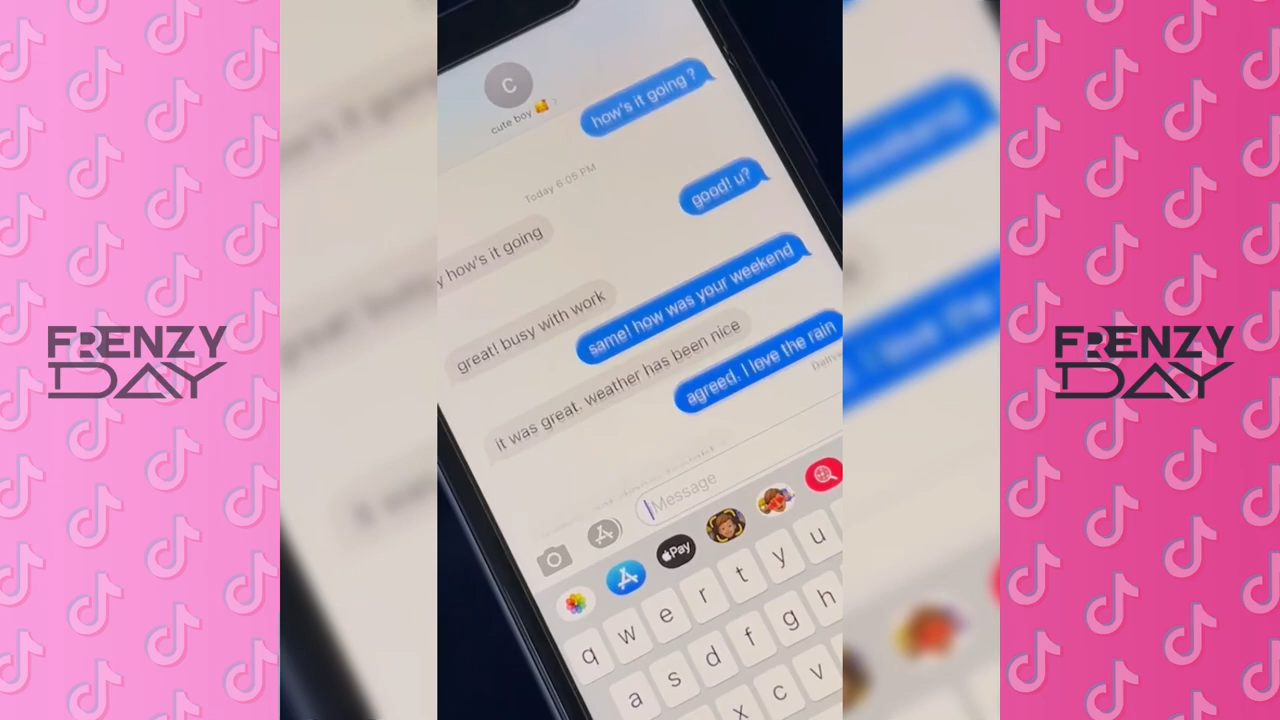 FRENZY
DAY
C
cute boy 🥰 ›
how's it going ?
Today 6:05 PM
good! u?
y how's it going
great! busy with work
same! how was your weekend
it was great. weather has been nice
agreed. I love the rain
Message
Pay
q w e r t y u
a s d f g h
x c v
FRENZY
DAY